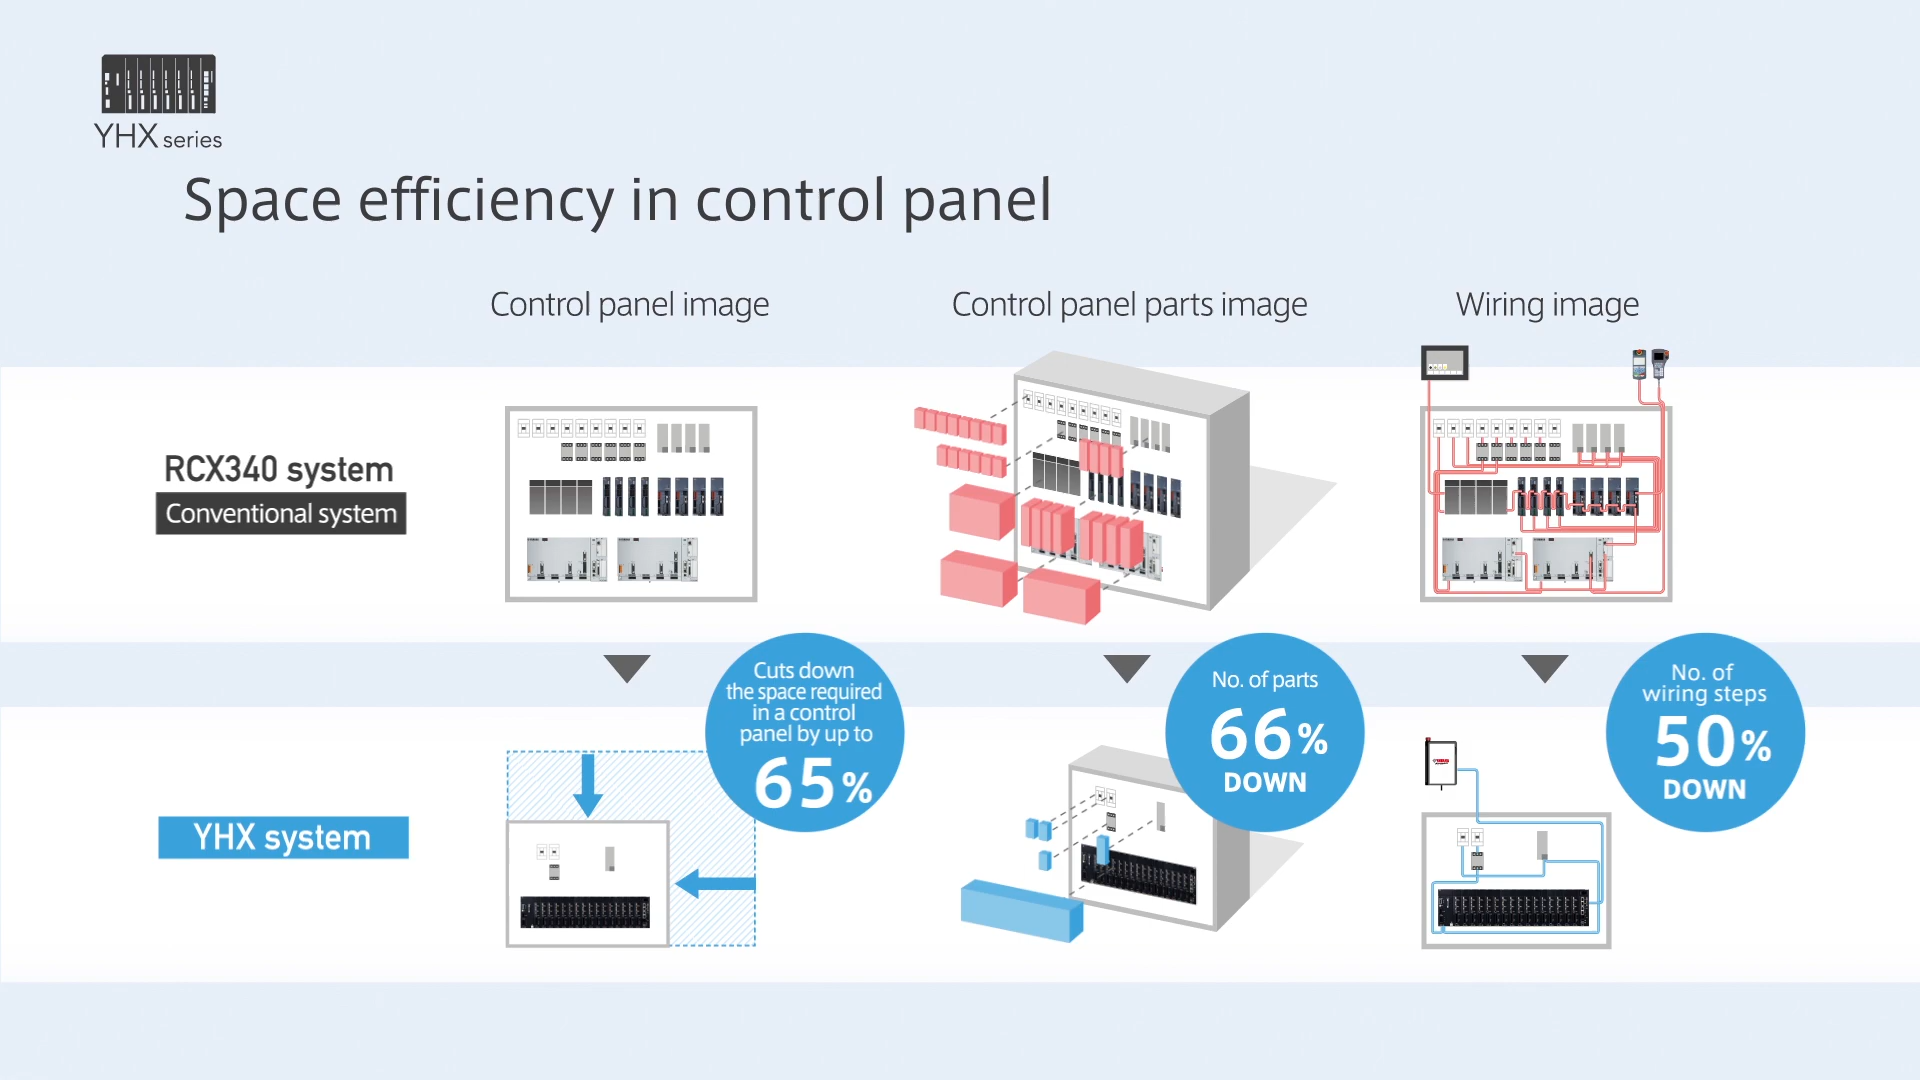 YHX series
Space efficiency in control panel
Control panel image
Control panel parts image
Wiring image
RCX340 system
Conventional system
Cuts down
the space required
in a control
panel by up to
65%
No. of parts
66%
DOWN
No. of
wiring steps
50%
DOWN
YHX system